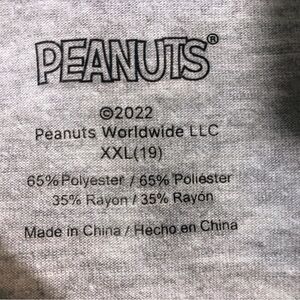 PEANUTS®
©2022
Peanuts Worldwide LLC
XXL(19)
65% Polyester / 65% Poliéster
35% Rayon / 35% Rayón
Made in China / Hecho en China